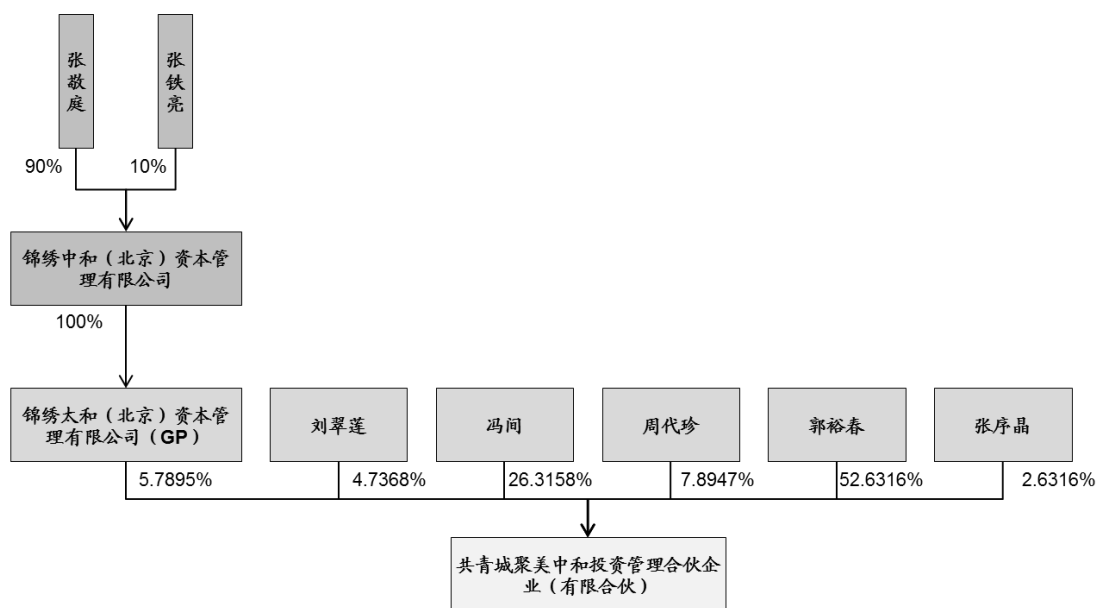 张敬庭
张铁亮
90%
10%
锦绣中和（北京）资本管
理有限公司
100%
锦绣太和（北京）资本管
理有限公司（GP）
刘翠莲
冯间
周代珍
郭裕春
张序晶
5.7895%
4.7368%
26.3158%
7.8947%
52.6316%
2.6316%
共青城聚美中和投资管理合伙企
业（有限合伙）